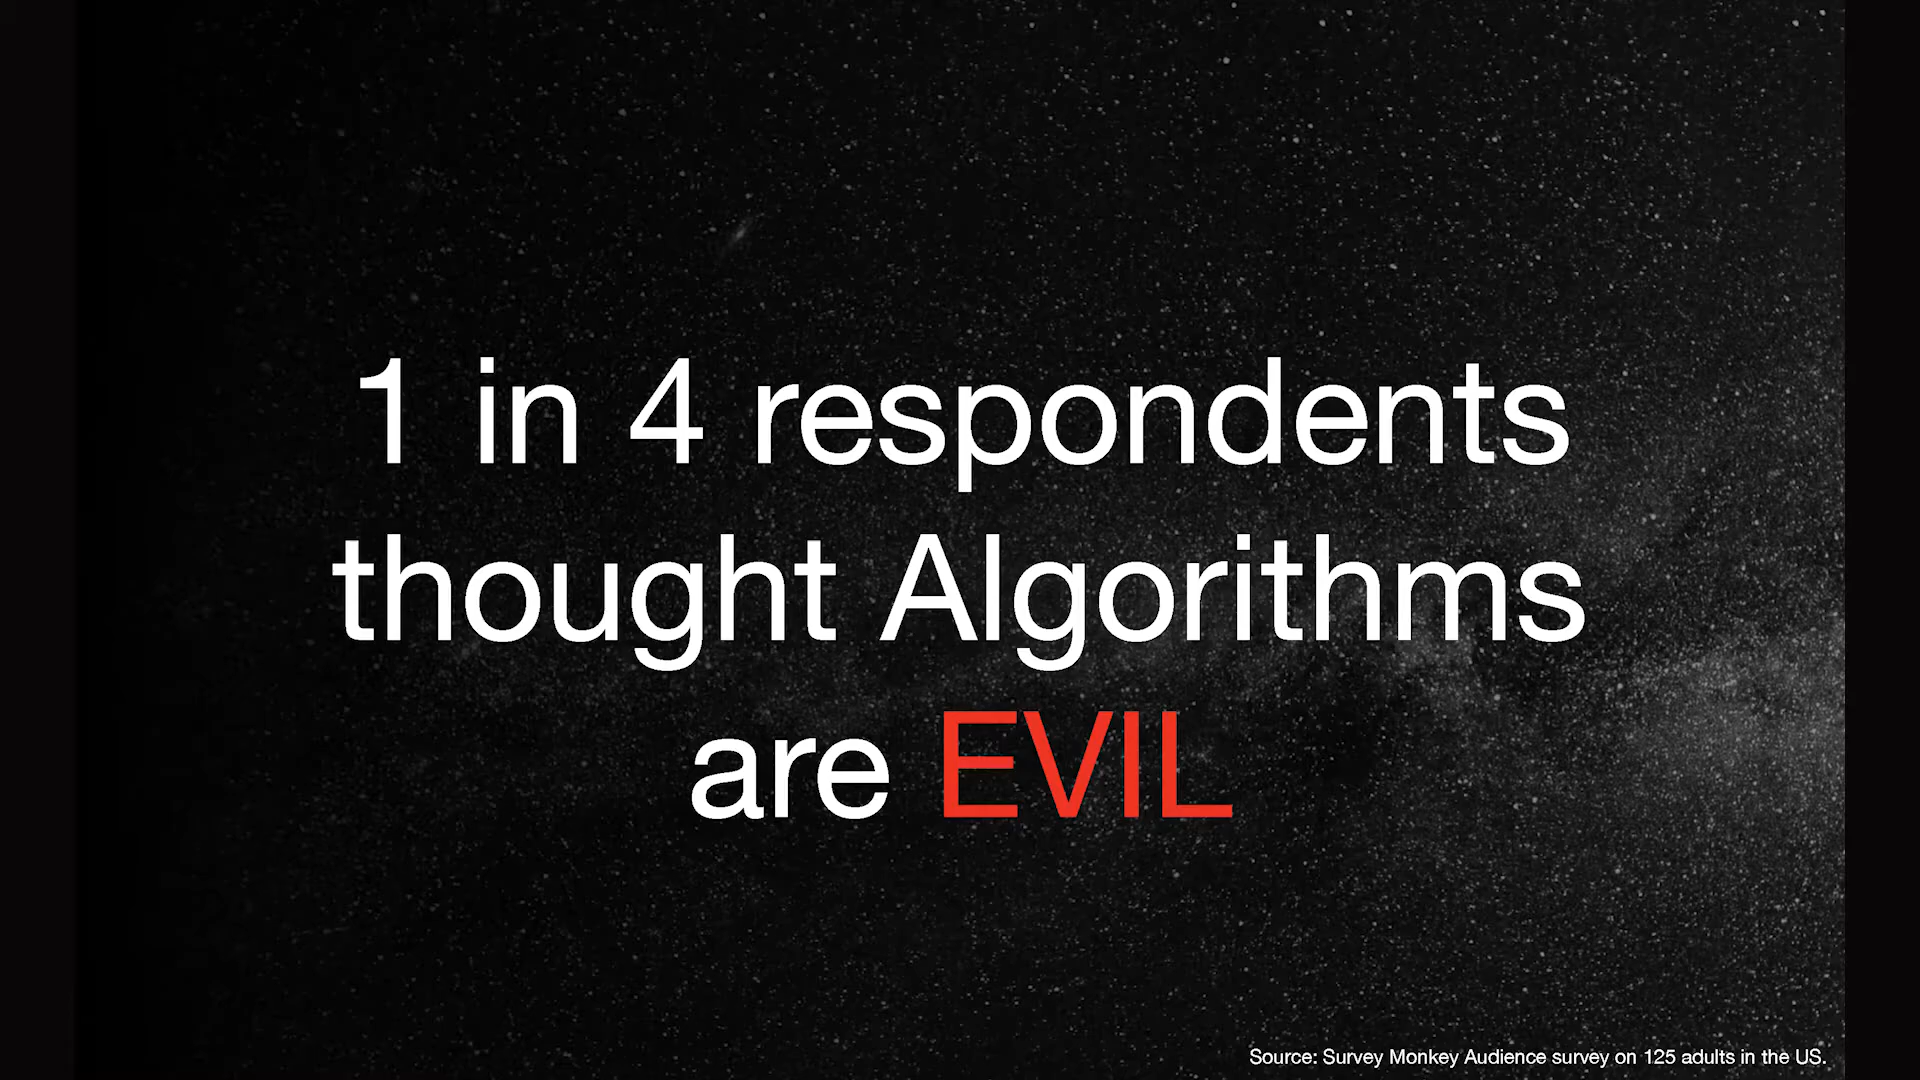 1 in 4 respondents
thought Algorithms
are EVIL
Source: Survey Monkey Audience survey on 125 adults in the US.